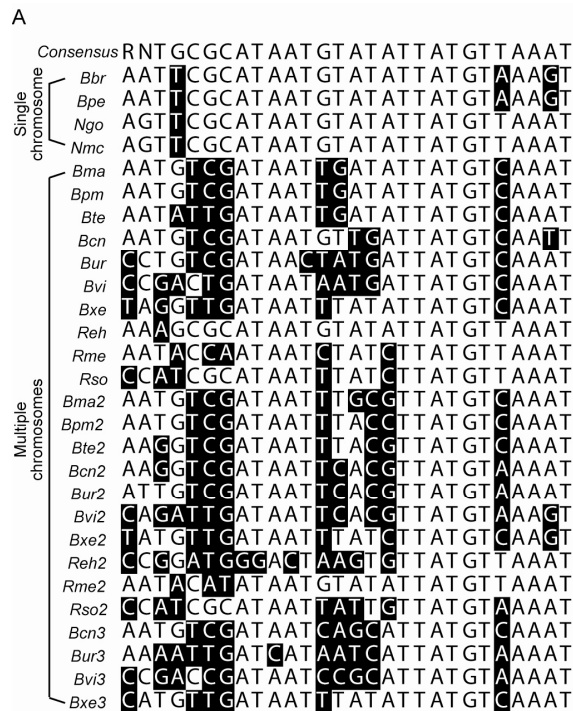 A
Consensus RNTGCGCATAATGTATATTATGTTAAAT
Single chromosome
Bbr AATTCGCATAATGTATATTATGTAAAGT
Bpe AATTCGCATAATGTATATTATGTAAAGT
Ngo AGTTCGCATAATGTATATTATGTTAAAT
Nmc AGTTCGCATAATGTATATTATGTTAAAT
Multiple chromosomes
Bma AATGTCGATAATTGATATTATGTCAAAT
Bpm AATGTCGATAATTGATATTATGTCAAAT
Bte AATATTGATAATTGATATTATGTCAAAT
Bcn AATGTCGATAATGTTGATTATGTCAATT
Bur CCTGTCGATAACTATGATTATGTCAAAT
Bvi CCGACTGATAATAATGATTATGTCAAAT
Bxe TAGGTTGATAATTTATATTATGTCAAAT
Reh AAAGCGCATAATGTATATTATGTTAAAT
Rme AATACCAATAATCTATCTTATGTTAAAT
Rso CCATCGCATAATTTATCTTATGTTAAAT
Bma2 AATGTCGATAATTTGCGTTATGTCAAAT
Bpm2 AATGTCGATAATTTACCTTATGTCAAAT
Bte2 AAGGTCGATAATTTACGTTATGTCAAAT
Bcn2 AAGGTCGATAATTCACGTTATGTAAAAT
Bur2 ATTGTCGATAATTCACGTTATGTAAAAT
Bvi2 CAGATTGATAATTCACGTTATGTAAAGT
Bxe2 TATGTTGATAATTTATCTTATGTCAAGT
Reh2 CCGGATGGGACTAAGTGTTATGTTAAAT
Rme2 AATACATATAATGTATATTATGTTAAAT
Rso2 CCATCGCATAATTATTGTTATGTAAAAT
Bcn3 AATGTCGATAATCAGCATTATGTCAAAT
Bur3 AAAATTGATCATAATCATTATGTAAAAT
Bvi3 CCGACCGATAATCCGCATTATGTCAAAT
Bxe3 CATGTTGATAATTTATATTATGTAAAAT